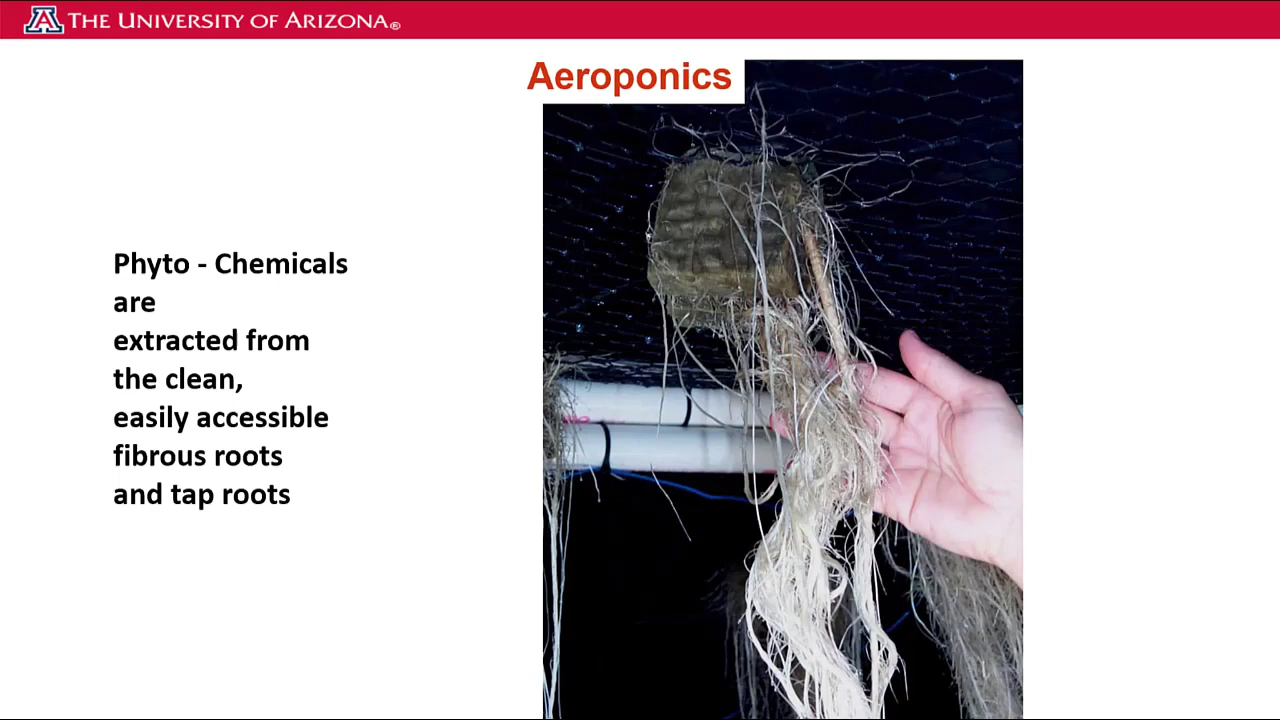 A THE UNIVERSITY OF ARIZONA®
Aeroponics
Phyto - Chemicals
are
extracted from
the clean,
easily accessible
fibrous roots
and tap roots